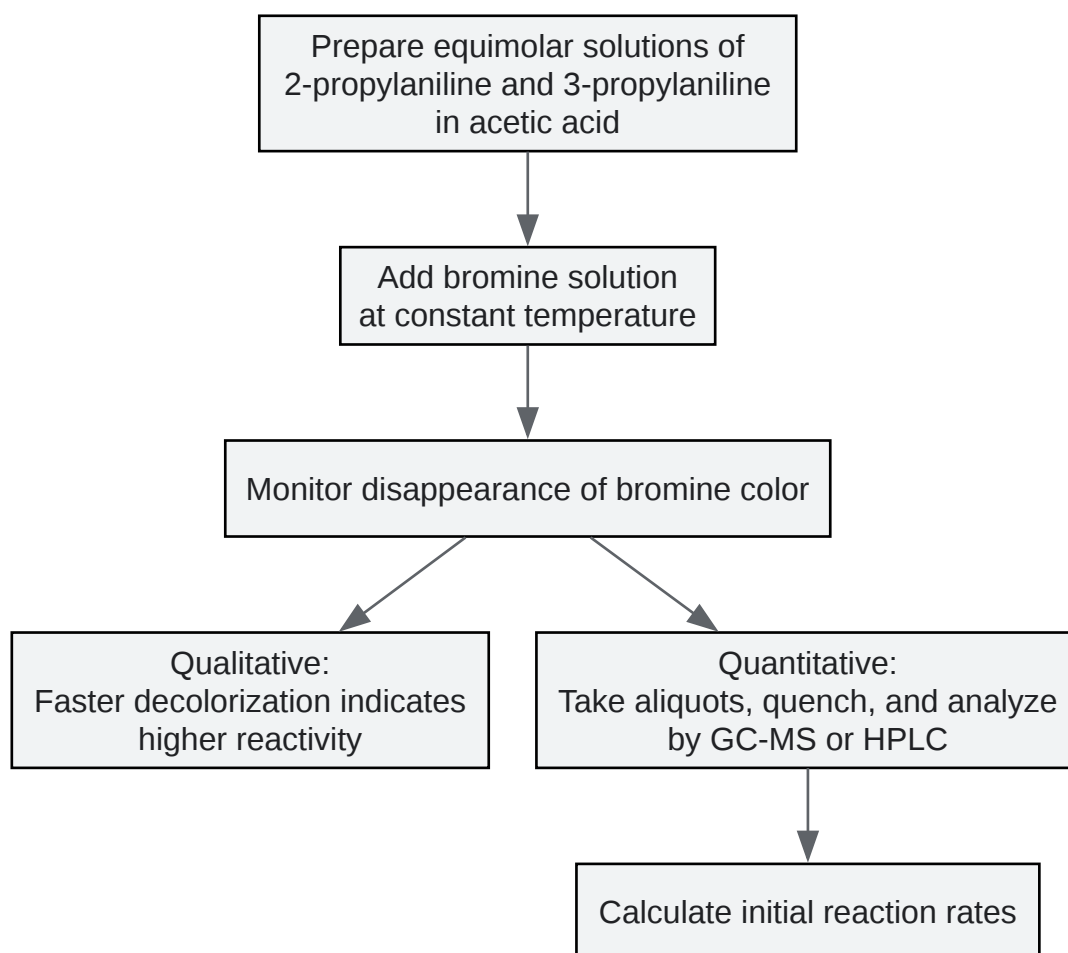 Prepare equimolar solutions of
2-propylaniline and 3-propylaniline
in acetic acid
Add bromine solution
at constant temperature
Monitor disappearance of bromine color
Qualitative:
Faster decolorization indicates
higher reactivity
Quantitative:
Take aliquots, quench, and analyze
by GC-MS or HPLC
Calculate initial reaction rates